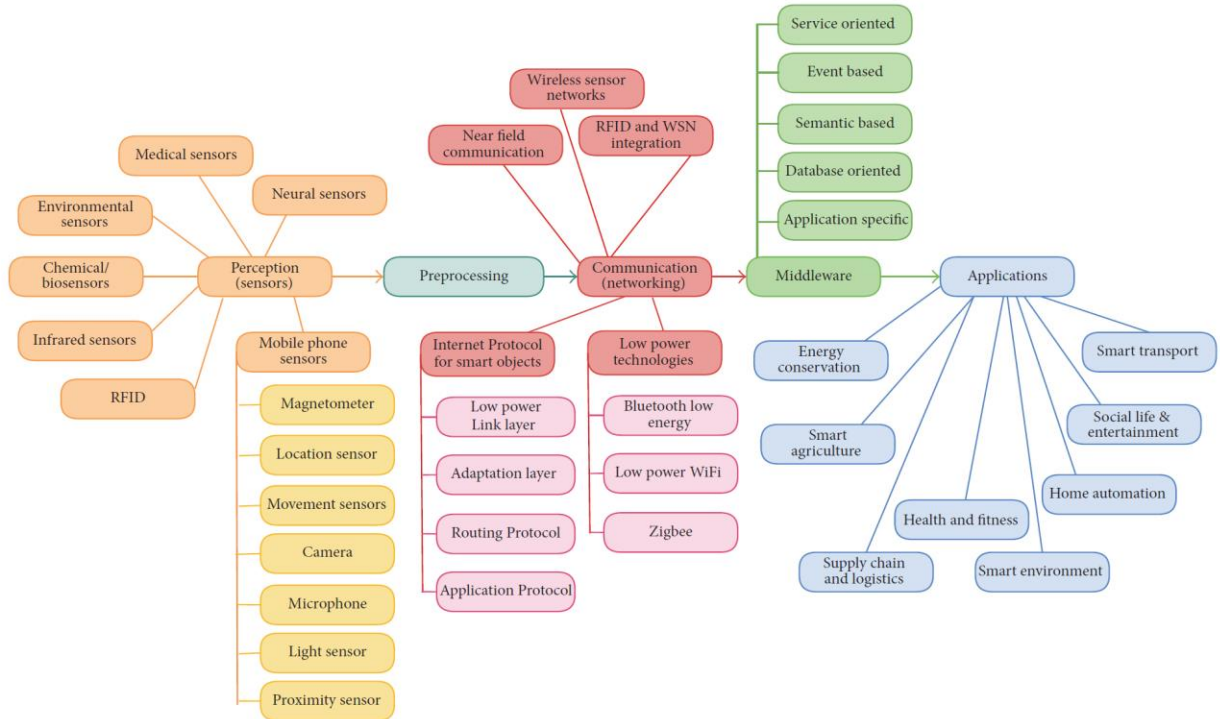 Service oriented
Event based
Semantic based
Database oriented
Application specific
Wireless sensor
networks
Near field
communication
RFID and WSN
integration
Medical sensors
Neural sensors
Environmental
sensors
Chemical/
biosensors
Infrared sensors
RFID
Perception
(sensors)
Preprocessing
Communication
(networking)
Middleware
Applications
Mobile phone
sensors
Magnetometer
Location sensor
Movement sensors
Camera
Microphone
Light sensor
Proximity sensor
Internet Protocol
for smart objects
Low power
Link layer
Adaptation layer
Routing Protocol
Application Protocol
Low power
technologies
Bluetooth low
energy
Low power WiFi
Zigbee
Energy
conservation
Smart
agriculture
Supply chain
and logistics
Health and fitness
Smart environment
Home automation
Social life &
entertainment
Smart transport